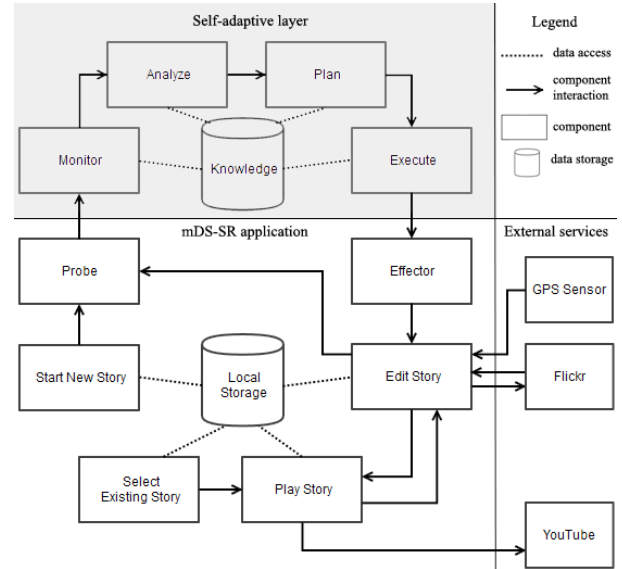 Self-adaptive layer
Legend
data access
component
interaction
component
data storage
Analyze
Plan
Monitor
Knowledge
Execute
mDS-SR application
External services
Probe
Effector
GPS Sensor
Start New Story
Local
Storage
Edit Story
Flickr
Select
Existing Story
Play Story
YouTube